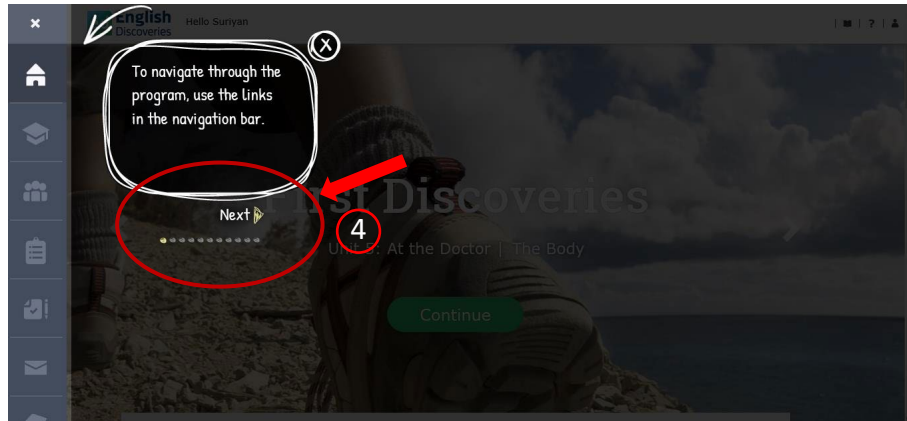 English
Discoveries
Hello Suriyan
?
X
To navigate through the
program, use the links
in the navigation bar.
First Discoveries
Next
4
Unit 5: At the Doctor | The Body
Continue